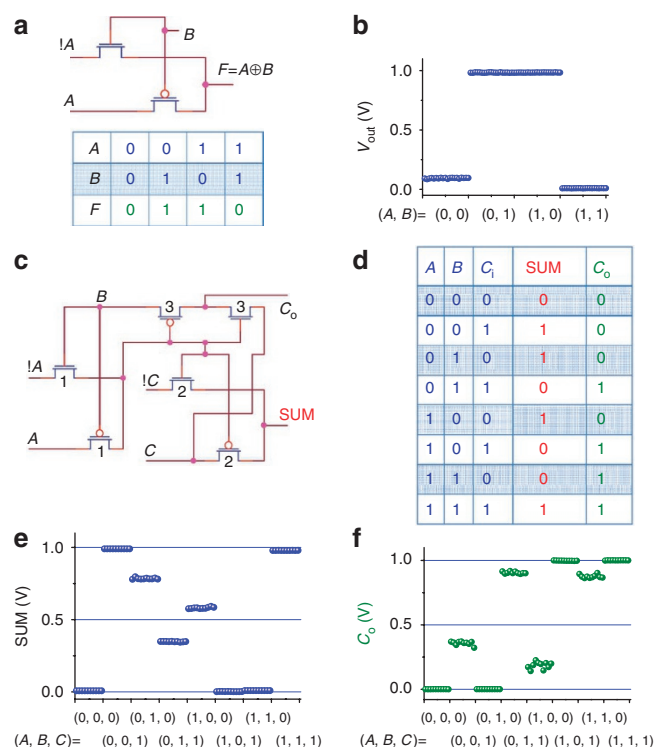 a
!A
B
F=A⊕B
A
A 0 0 1 1
B 0 1 0 1
F 0 1 1 0
b
1.0
0.5
0.0
V_out (V)
(A, B)= (0, 0) (0, 1) (1, 0) (1, 1)
c
B
3 3
C_o
!A
1
!C
2
SUM
A
1
C
2
d
A B C_i SUM C_o
0 0 0 0 0
0 0 1 1 0
0 1 0 1 0
0 1 1 0 1
1 0 0 1 0
1 0 1 0 1
1 1 0 0 1
1 1 1 1 1
e
1.0
0.5
0.0
SUM (V)
(0, 0, 0) (0, 1, 0) (1, 0, 0) (1, 1, 0)
(A, B, C)= (0, 0, 1) (0, 1, 1) (1, 0, 1) (1, 1, 1)
f
1.0
0.5
0.0
C_o (V)
(0, 0, 0) (0, 1, 0) (1, 0, 0) (1, 1, 0)
(A, B, C)= (0, 0, 1) (0, 1, 1) (1, 0, 1) (1, 1, 1)